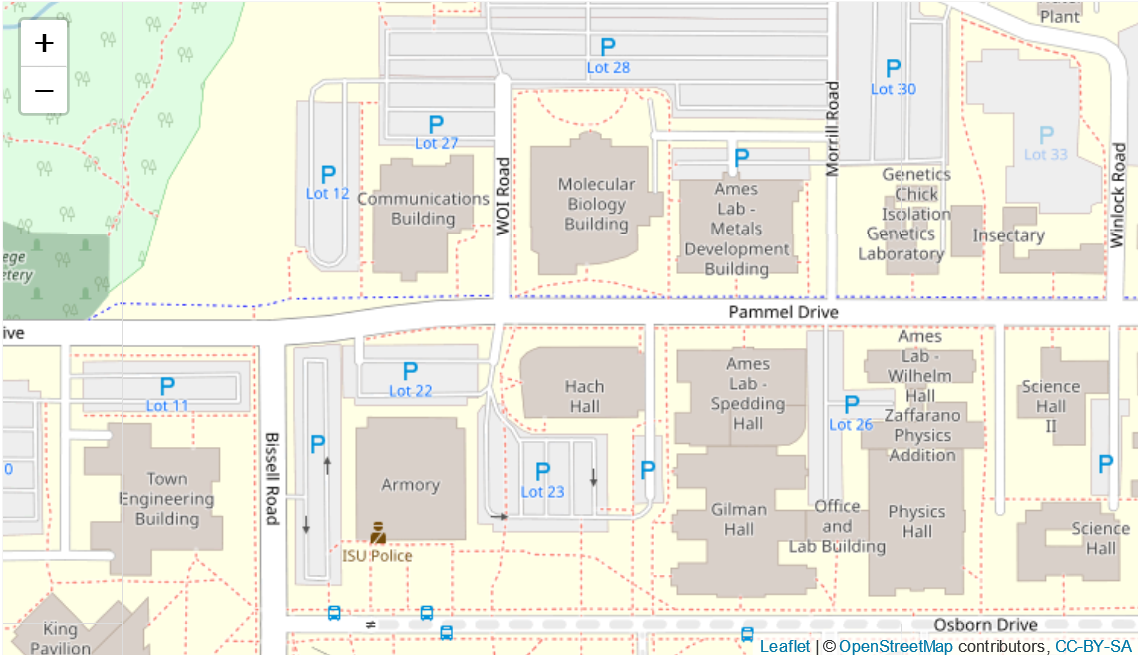 +
−
Plant
P
Lot 28
P
Lot 30
P
Lot 27
P
Lot 33
P
Lot 12
P
Morrill Road
WOI Road
Winlock Road
Communications
Building
Molecular
Biology
Building
Ames
Lab -
Metals
Development
Building
Genetics
Chick
Isolation
Genetics
Laboratory
Insectary
ege
etery
Pammel Drive
ive
P
Lot 11
P
Lot 22
Hach
Hall
Ames
Lab -
Spedding
Hall
Ames
Lab -
Wilhelm
Hall
Zaffarano
Physics
Addition
P
Lot 26
Science
Hall
II
P
P
Bissell Road
0
Town
Engineering
Building
Armory
ISU Police
P
Lot 23
P
Gilman
Hall
Office
and
Lab Building
Physics
Hall
Science
Hall
King
Pavilion
Osborn Drive
Leaflet | © OpenStreetMap contributors, CC-BY-SA